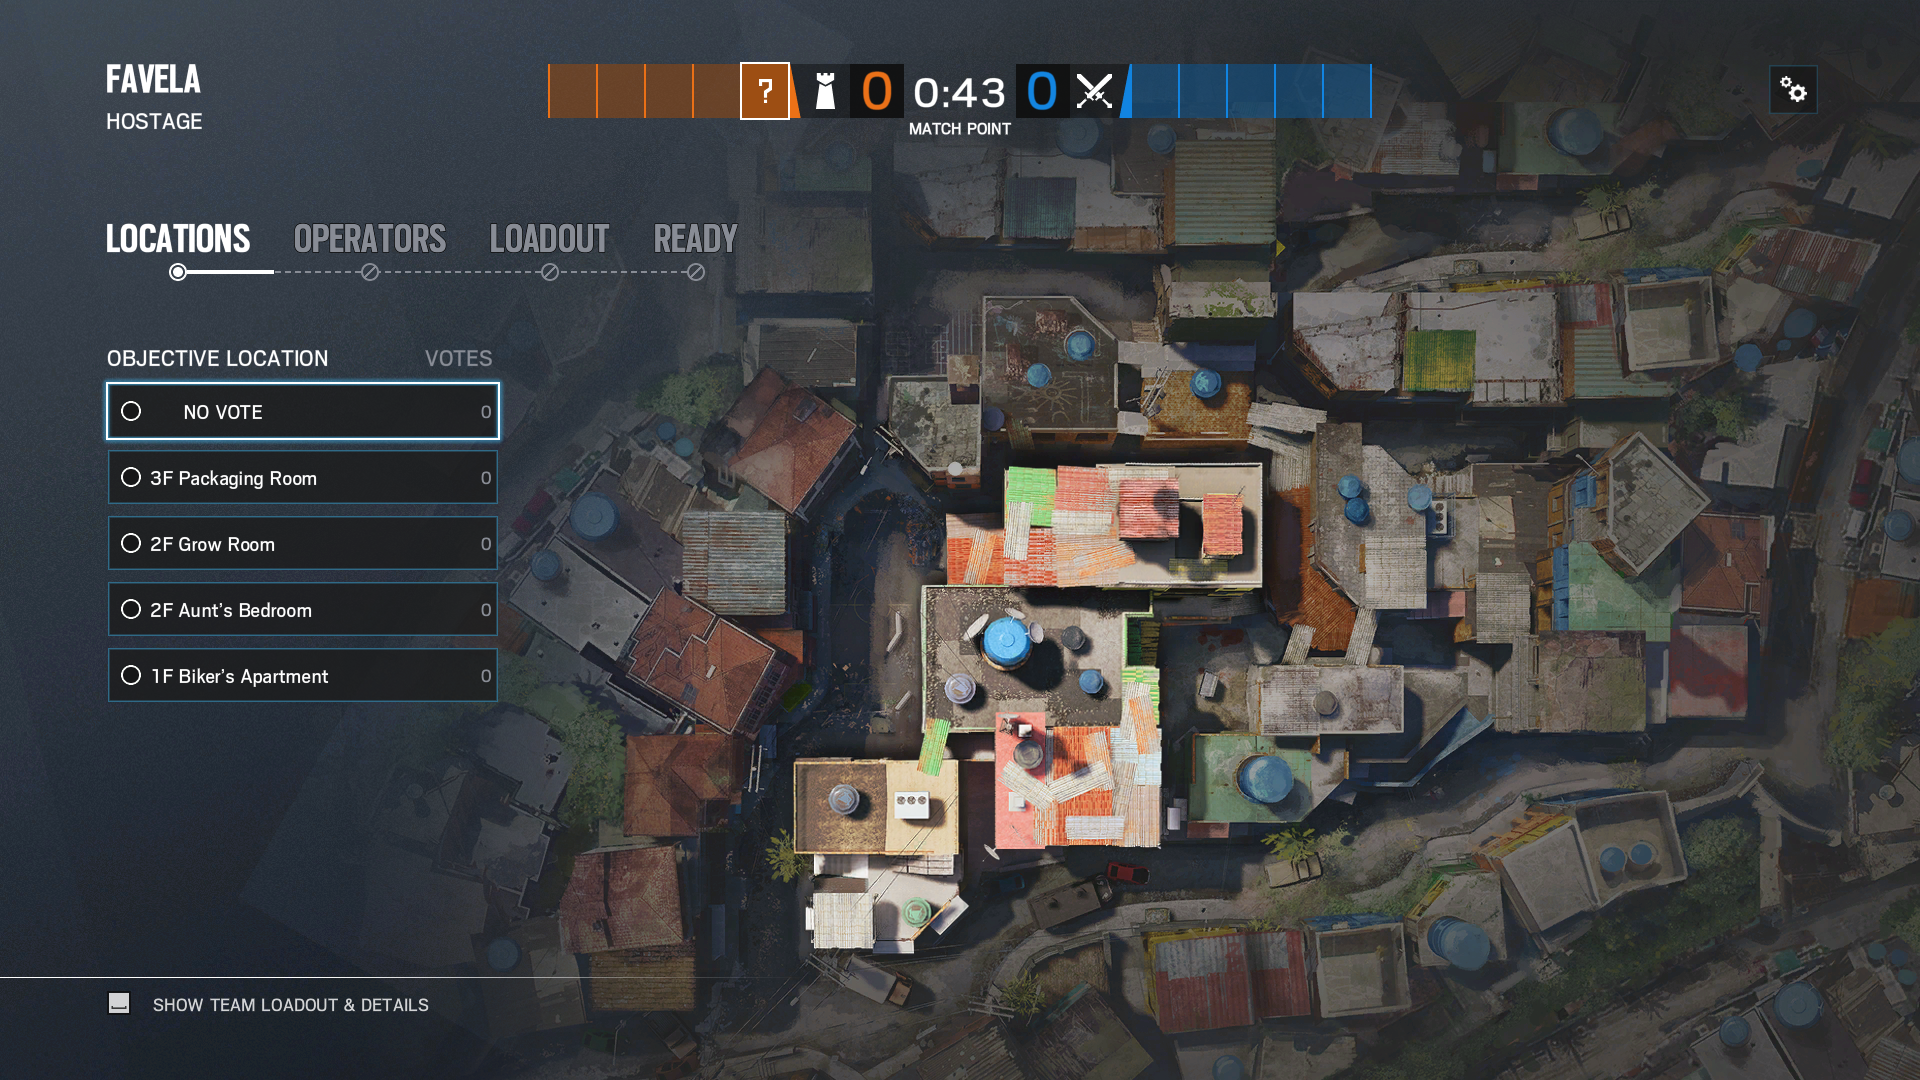 FAVELA
HOSTAGE
?
0
0:43
0
MATCH POINT
LOCATIONS
OPERATORS
LOADOUT
READY
OBJECTIVE LOCATION
VOTES
NO VOTE
0
3F Packaging Room
0
2F Grow Room
0
2F Aunt's Bedroom
0
1F Biker's Apartment
0
SHOW TEAM LOADOUT & DETAILS